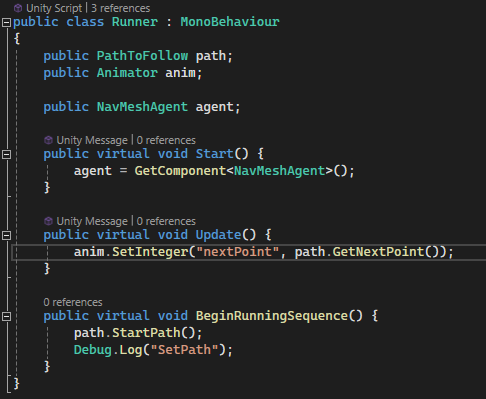 Unity Script | 3 references
public class Runner : MonoBehaviour
{
public PathToFollow path;
public Animator anim;
public NavMeshAgent agent;
Unity Message | 0 references
public virtual void Start() {
agent = GetComponent<NavMeshAgent>();
}
Unity Message | 0 references
public virtual void Update() {
anim.SetInteger("nextPoint", path.GetNextPoint());
}
0 references
public virtual void BeginRunningSequence() {
path.StartPath();
Debug.Log("SetPath");
}
}